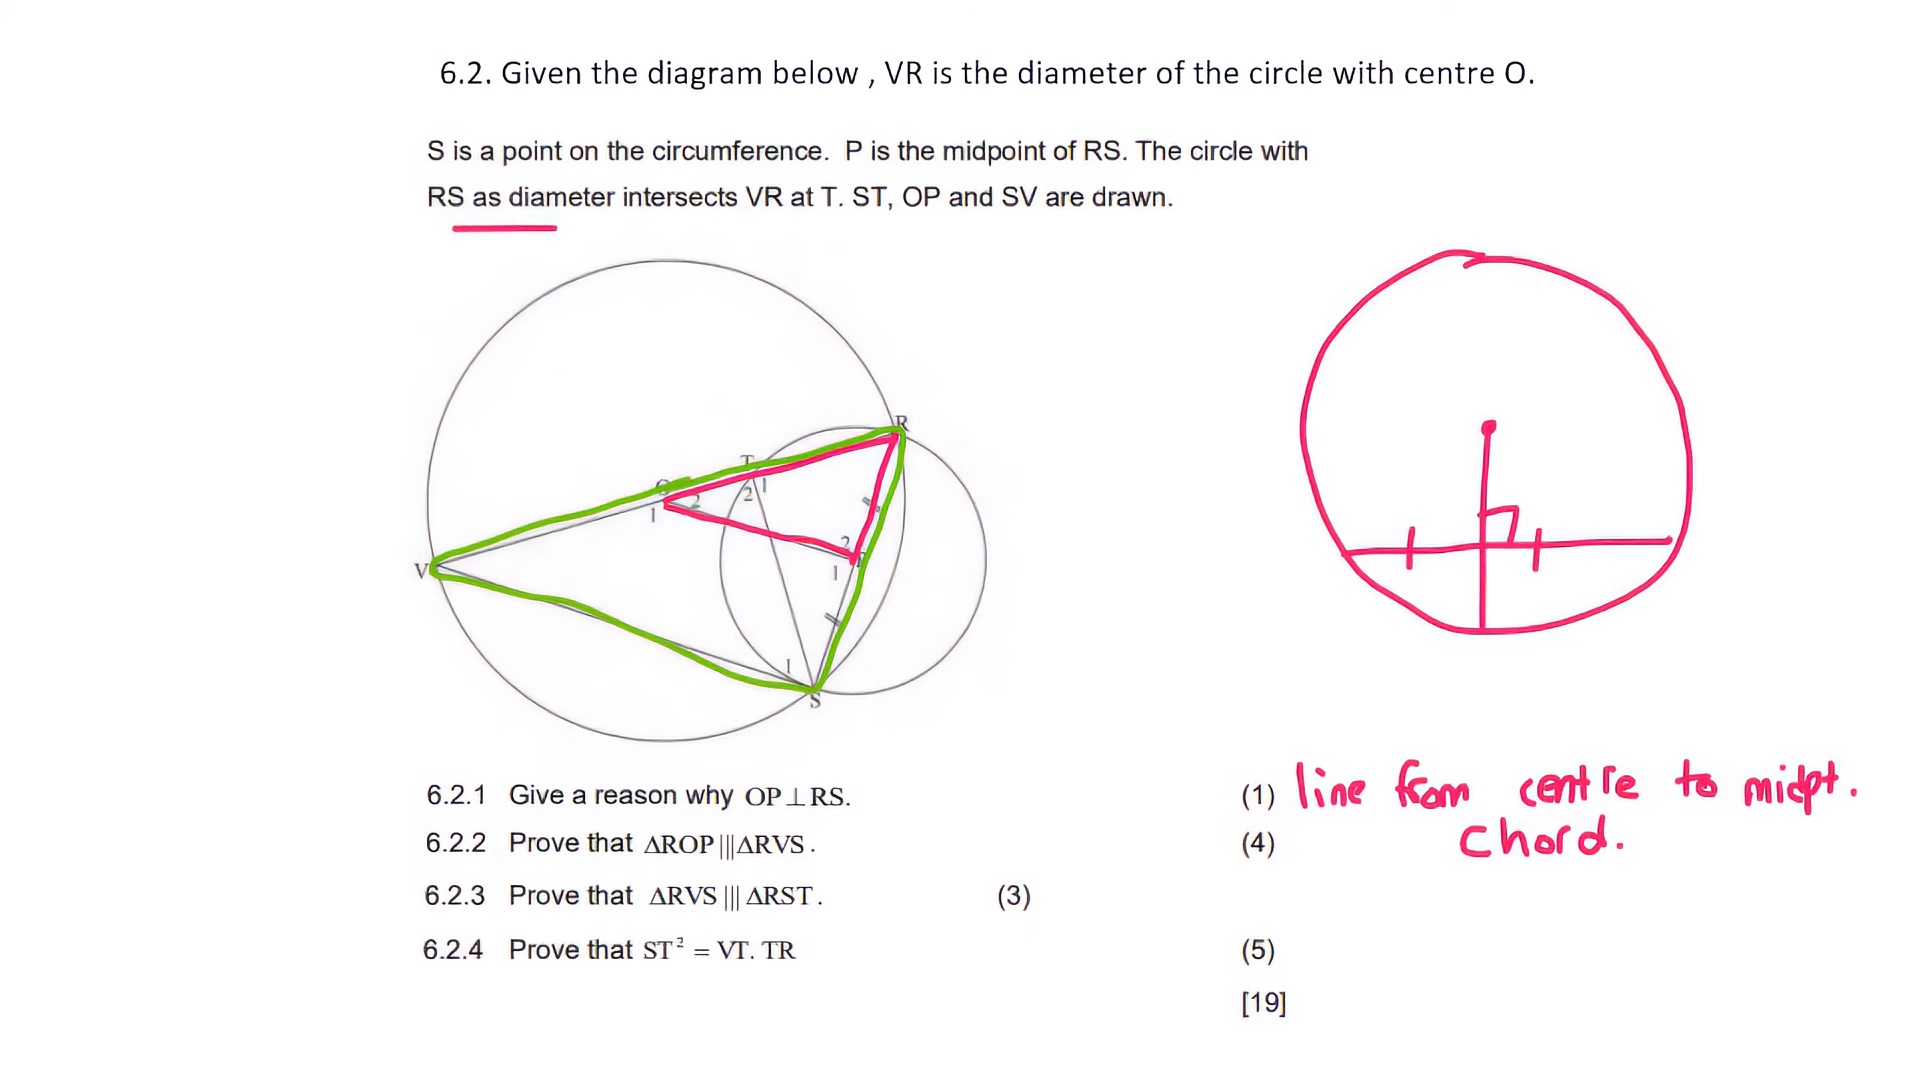 6.2. Given the diagram below , VR is the diameter of the circle with centre O.
S is a point on the circumference. P is the midpoint of RS. The circle with
RS as diameter intersects VR at T. ST, OP and SV are drawn.
R
T
O
1
2
2
1
2
V
P
1
1
S
6.2.1 Give a reason why OP⊥RS. (1) line from centre to midpt.
6.2.2 Prove that ΔROP|||ΔRVS. (4) chord.
6.2.3 Prove that ΔRVS|||ΔRST. (3)
6.2.4 Prove that ST² = VT. TR (5)
[19]